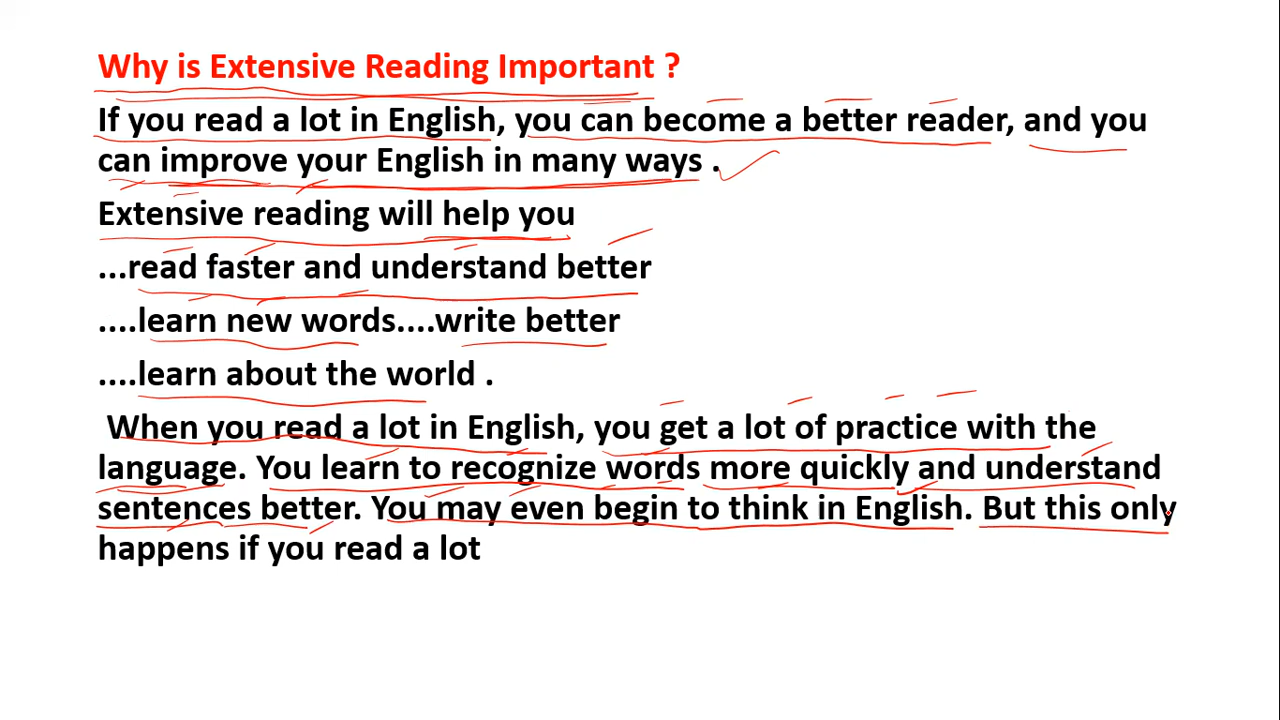 Why is Extensive Reading Important ?
If you read a lot in English, you can become a better reader, and you
can improve your English in many ways .
Extensive reading will help you
...read faster and understand better
....learn new words....write better
....learn about the world .
When you read a lot in English, you get a lot of practice with the
language. You learn to recognize words more quickly and understand
sentences better. You may even begin to think in English. But this only
happens if you read a lot